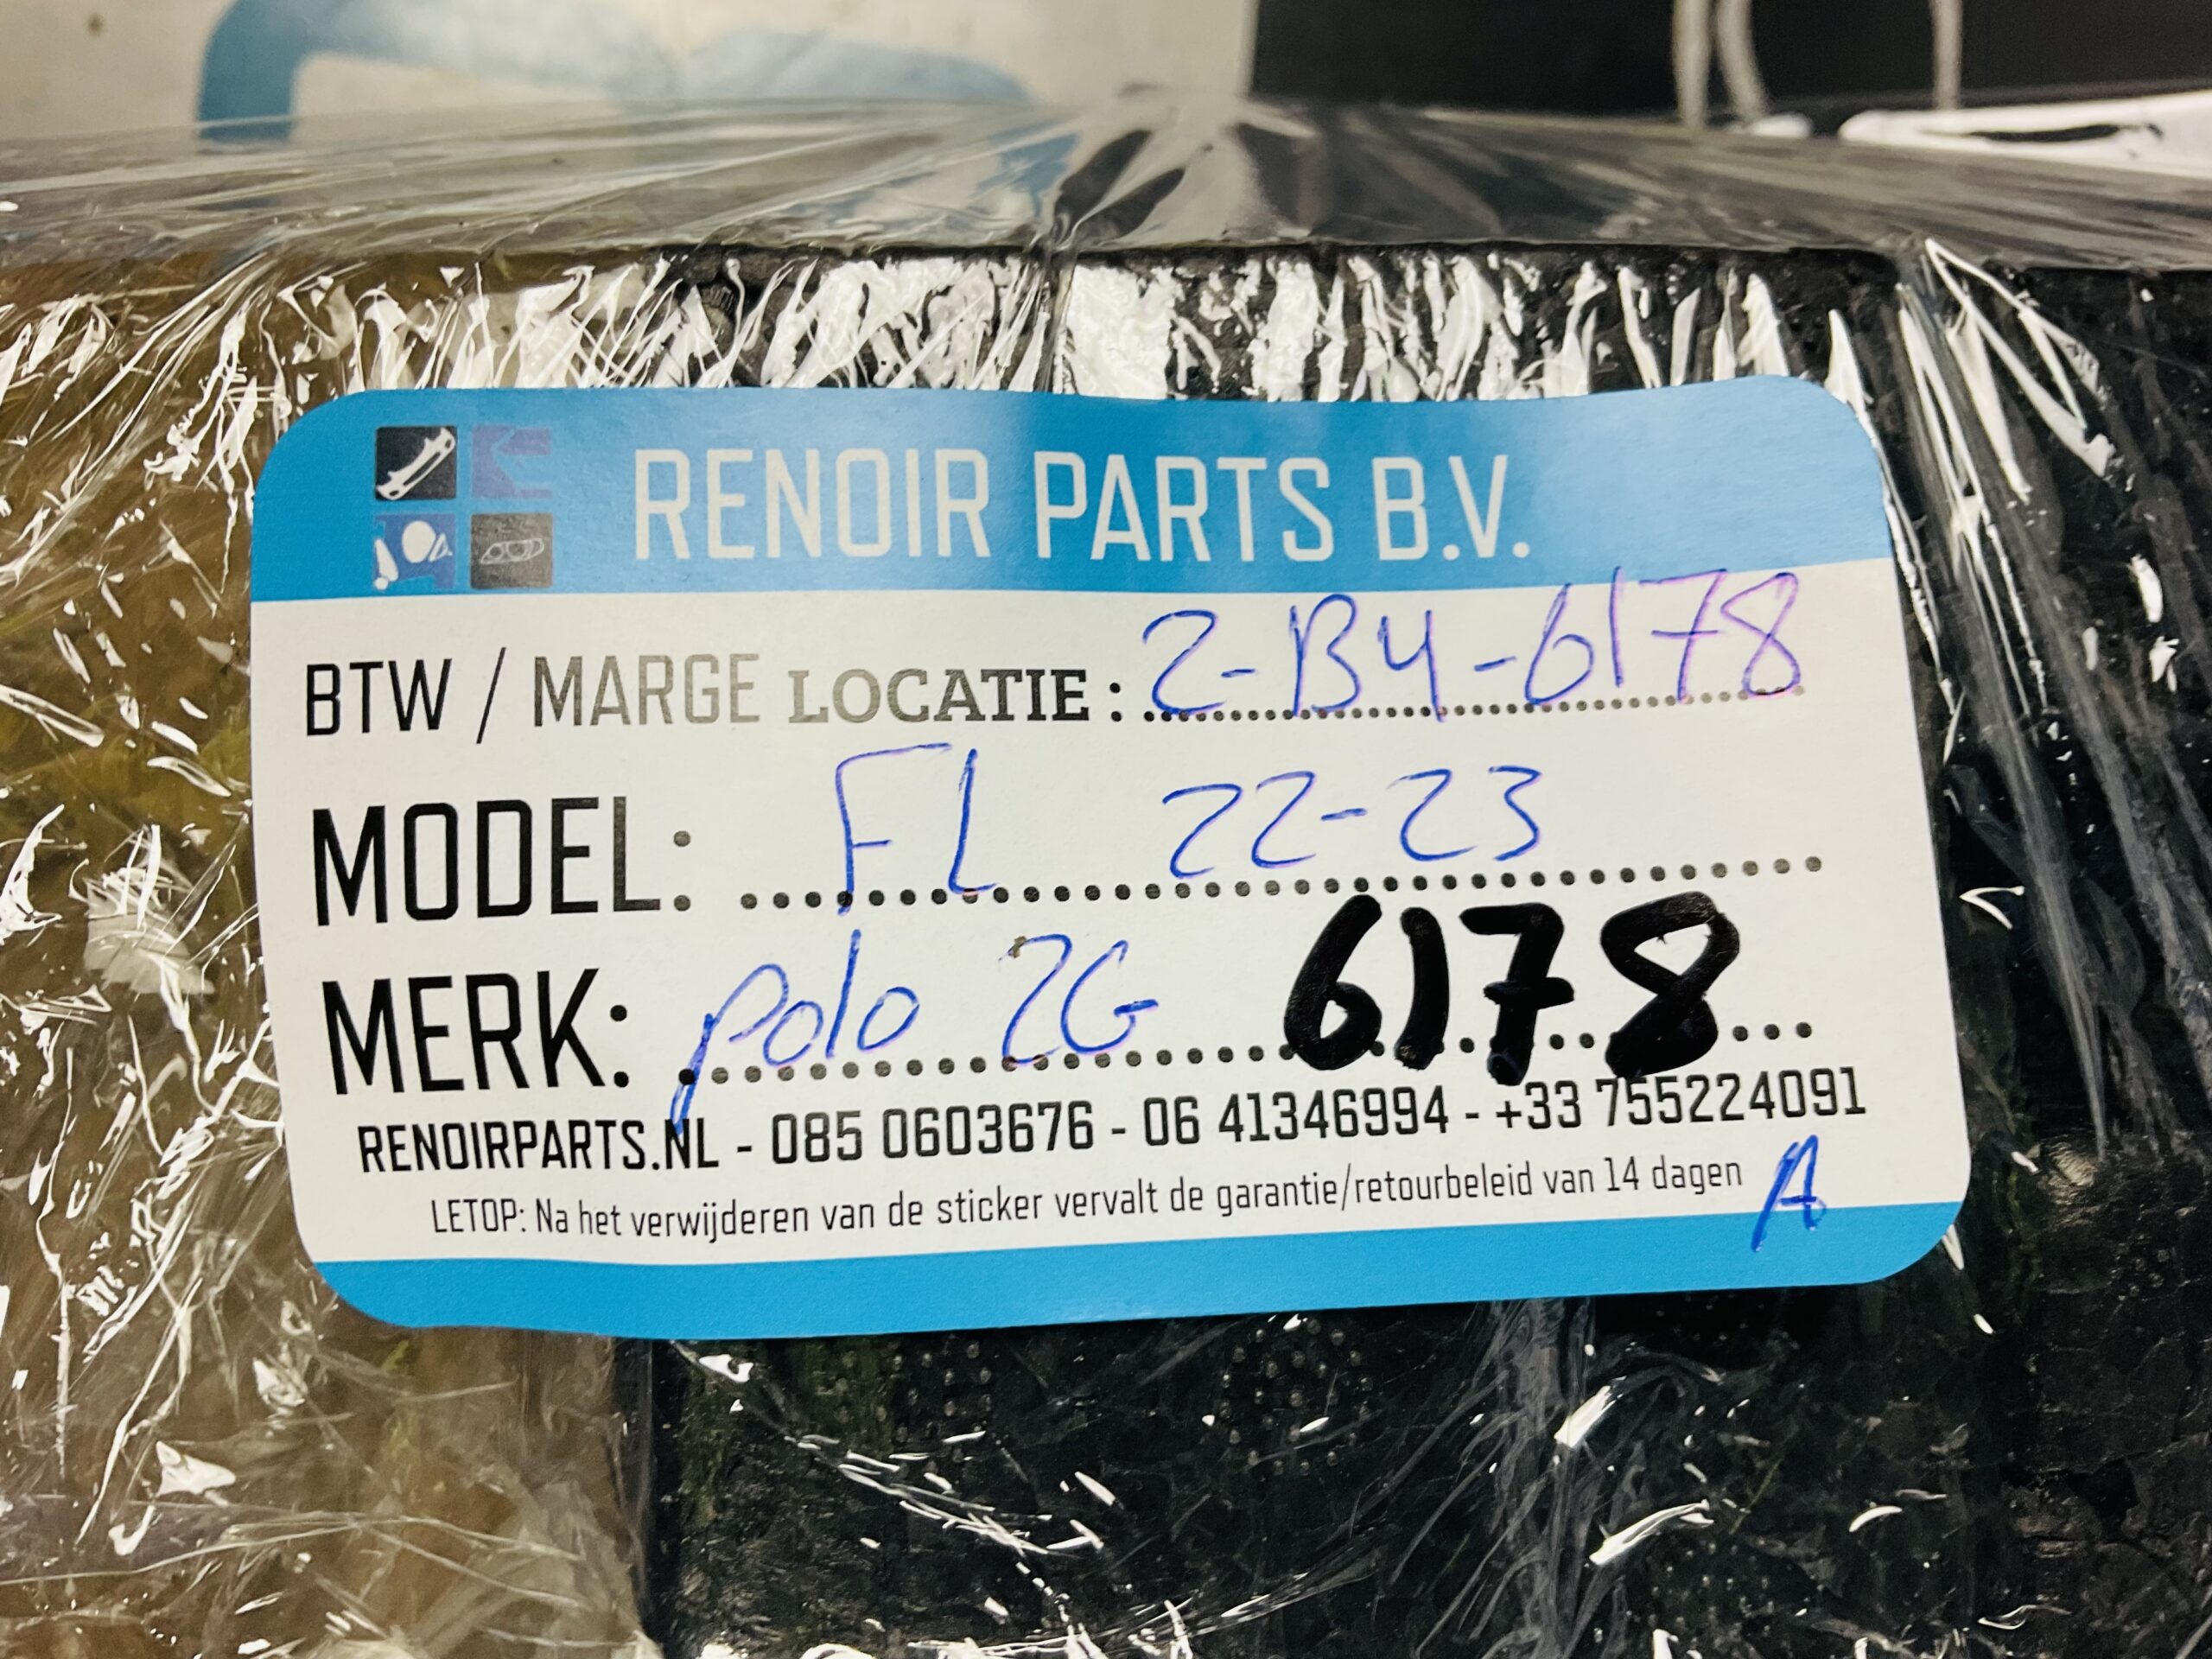 RENOIR PARTS B.V.
BTW / MARGE LOCATIE : 2-B4-6178
MODEL: FL 22-23
MERK: polo 2G 6178
RENOIRPARTS.NL - 085 0603676 - 06 41346994 - +33 755224091
LETOP: Na het verwijderen van de sticker vervalt de garantie/retourbeleid van 14 dagen A